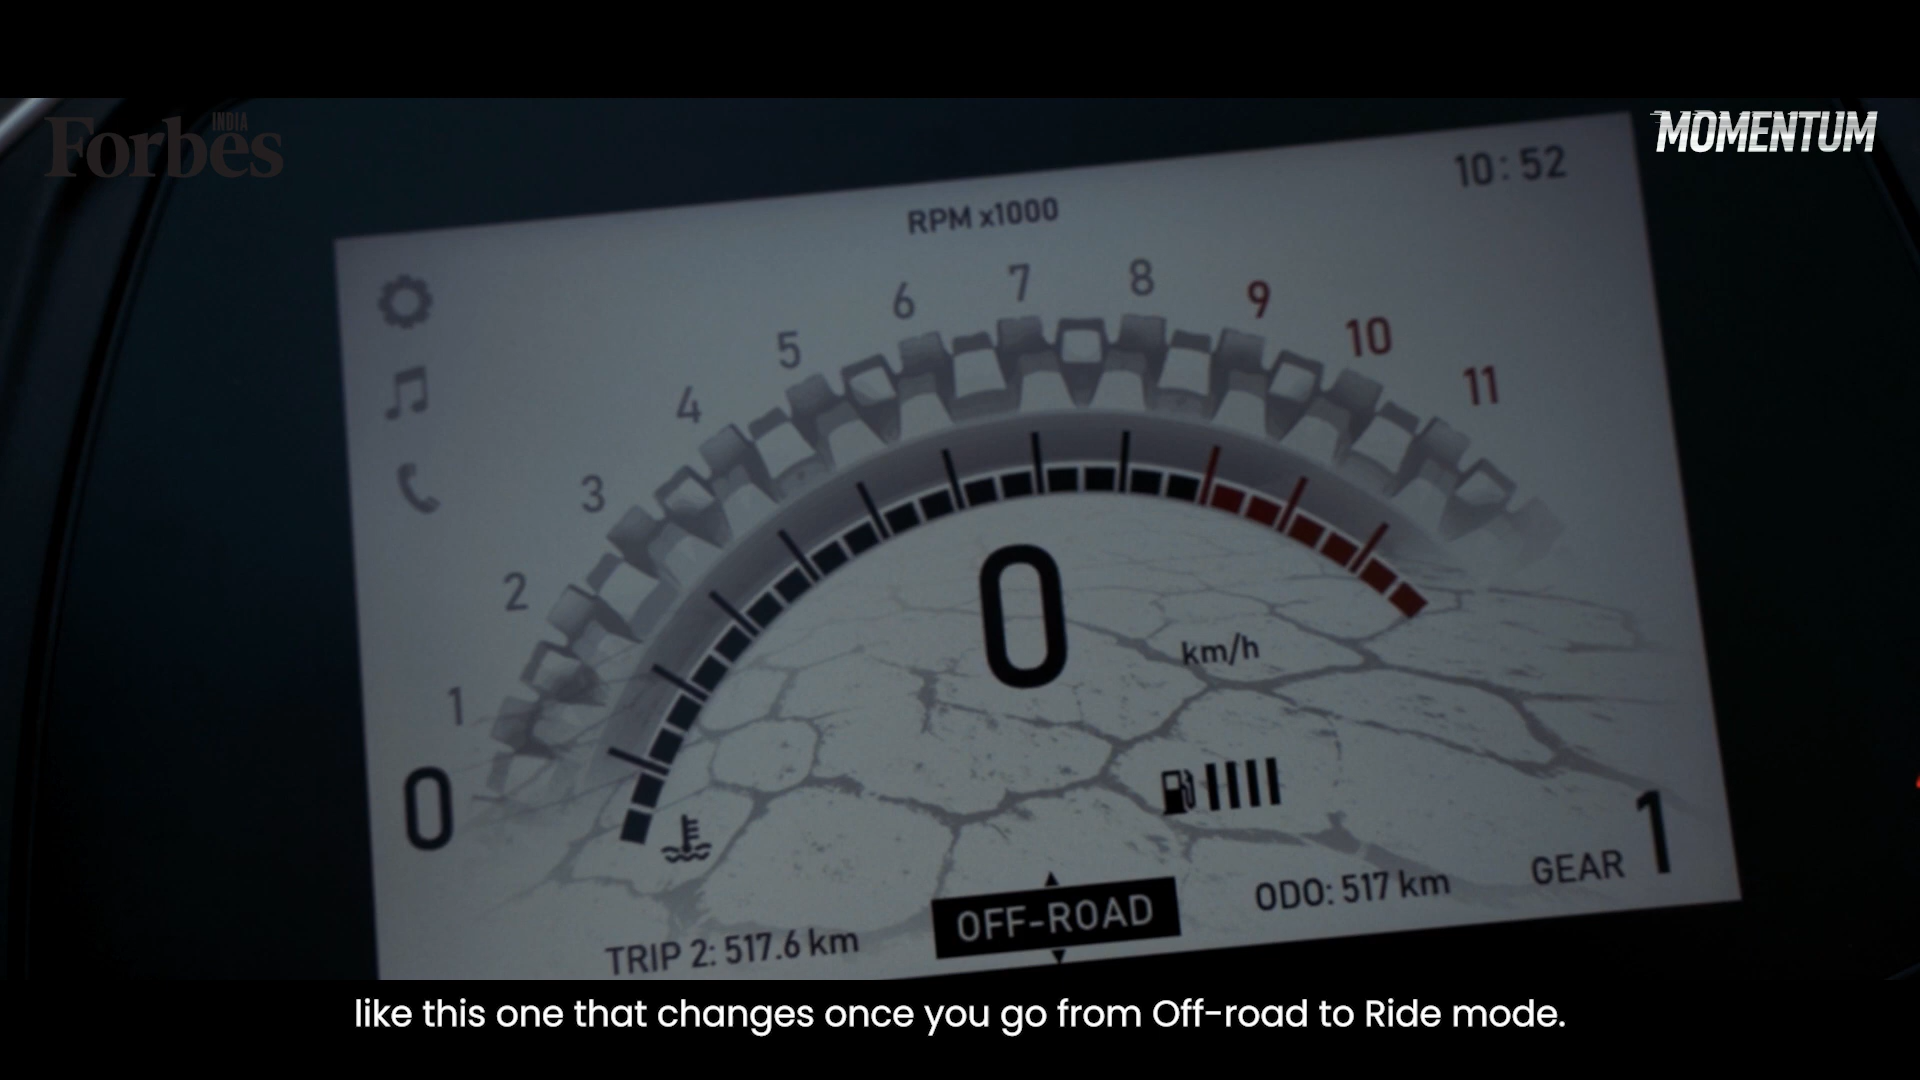 Forbes
INDIA
MOMENTUM
10:52
RPM x1000
0
1
2
3
4
5
6
7
8
9
10
11
0
km/h
GEAR 1
ODO: 517 km
OFF-ROAD
TRIP 2: 517.6 km
like this one that changes once you go from Off-road to Ride mode.